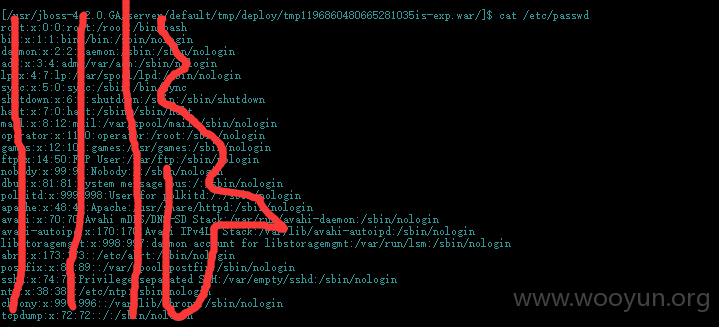 [/usr/jboss-4.2.0.GA/server/default/tmp/deploy/tmp1196860480665281035is-exp.war/]$ cat /etc/passwd
root:x:0:0:root:/root:/bin/bash
bin:x:1:1:bin:/bin:/sbin/nologin
daemon:x:2:2:daemon:/sbin:/sbin/nologin
adm:x:3:4:adm:/var/adm:/sbin/nologin
lp:x:4:7:lp:/var/spool/lpd:/sbin/nologin
sync:x:5:0:sync:/sbin:/bin/sync
shutdown:x:6:0:shutdown:/sbin:/sbin/shutdown
halt:x:7:0:halt:/sbin:/sbin/halt
mail:x:8:12:mail:/var/spool/mail:/sbin/nologin
operator:x:11:0:operator:/root:/sbin/nologin
games:x:12:100:games:/usr/games:/sbin/nologin
ftp:x:14:50:FTP User:/var/ftp:/sbin/nologin
nobody:x:99:99:Nobody:/:/sbin/nologin
dbus:x:81:81:System message bus:/:/sbin/nologin
polkitd:x:999:998:User for polkitd:/:/sbin/nologin
apache:x:48:48:Apache:/usr/share/httpd:/sbin/nologin
avahi:x:70:70:Avahi mDNS/DNS-SD Stack:/var/run/avahi-daemon:/sbin/nologin
avahi-autoipd:x:170:170:Avahi IPv4LL Stack:/var/lib/avahi-autoipd:/sbin/nologin
libstoragemgmt:x:998:997:daemon account for libstoragemgmt:/var/run/lsm:/sbin/nologin
abrt:x:173:173::/etc/abrt:/sbin/nologin
postfix:x:89:89::/var/spool/postfix:/sbin/nologin
sshd:x:74:74:Privilege-separated SSH:/var/empty/sshd:/sbin/nologin
ntp:x:38:38::/etc/ntp:/sbin/nologin
chrony:x:997:996::/var/lib/chrony:/sbin/nologin
tcpdump:x:72:72::/:/sbin/nologin
www.wooyun.org